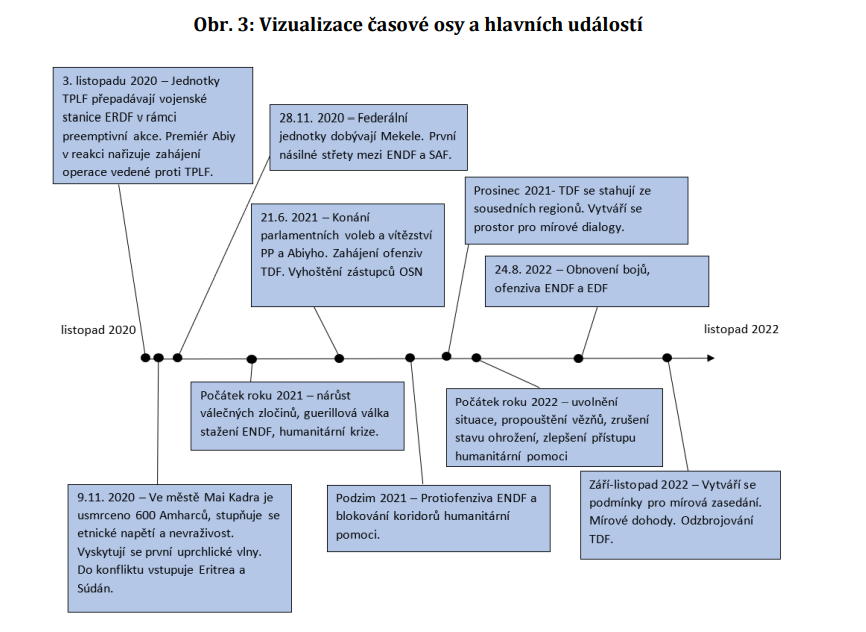 Obr. 3: Vizualizace časové osy a hlavních událostí
3. listopadu 2020 – Jednotky
TPLF přepadávají vojenské
stanice ERDF v rámci
preemptivní akce. Premiér Abiy
v reakci nařizuje zahájení
operace vedené proti TPLF.
28.11. 2020 – Federální
jednotky dobývají Mekele. První
násilné střety mezi ENDF a SAF.
21.6. 2021 – Konání
parlamentních voleb a vítězství
PP a Abiyho. Zahájení ofenziv
TDF. Vyhoštění zástupců OSN
Prosinec 2021- TDF se stahují ze
sousedních regionů. Vytváří se
prostor pro mírové dialogy.
24.8. 2022 – Obnovení bojů,
ofenziva ENDF a EDF
listopad 2020
listopad 2022
Počátek roku 2021 – nárůst
válečných zločinů, guerillová válka
stažení ENDF, humanitární krize.
Počátek roku 2022 – uvolnění
situace, propouštění vězňů, zrušení
stavu ohrožení, zlepšení přístupu
humanitární pomoci
9.11. 2020 – Ve městě Mai Kadra je
usmrceno 600 Amharců, stupňuje se
etnické napětí a nevraživost.
Vyskytují se první uprchlické vlny.
Do konfliktu vstupuje Eritrea a
Súdán.
Podzim 2021 – Protiofenziva ENDF a
blokování koridorů humanitární
pomoci.
Září-listopad 2022 – Vytváří se
podmínky pro mírová zasedání.
Mírové dohody. Odzbrojování
TDF.